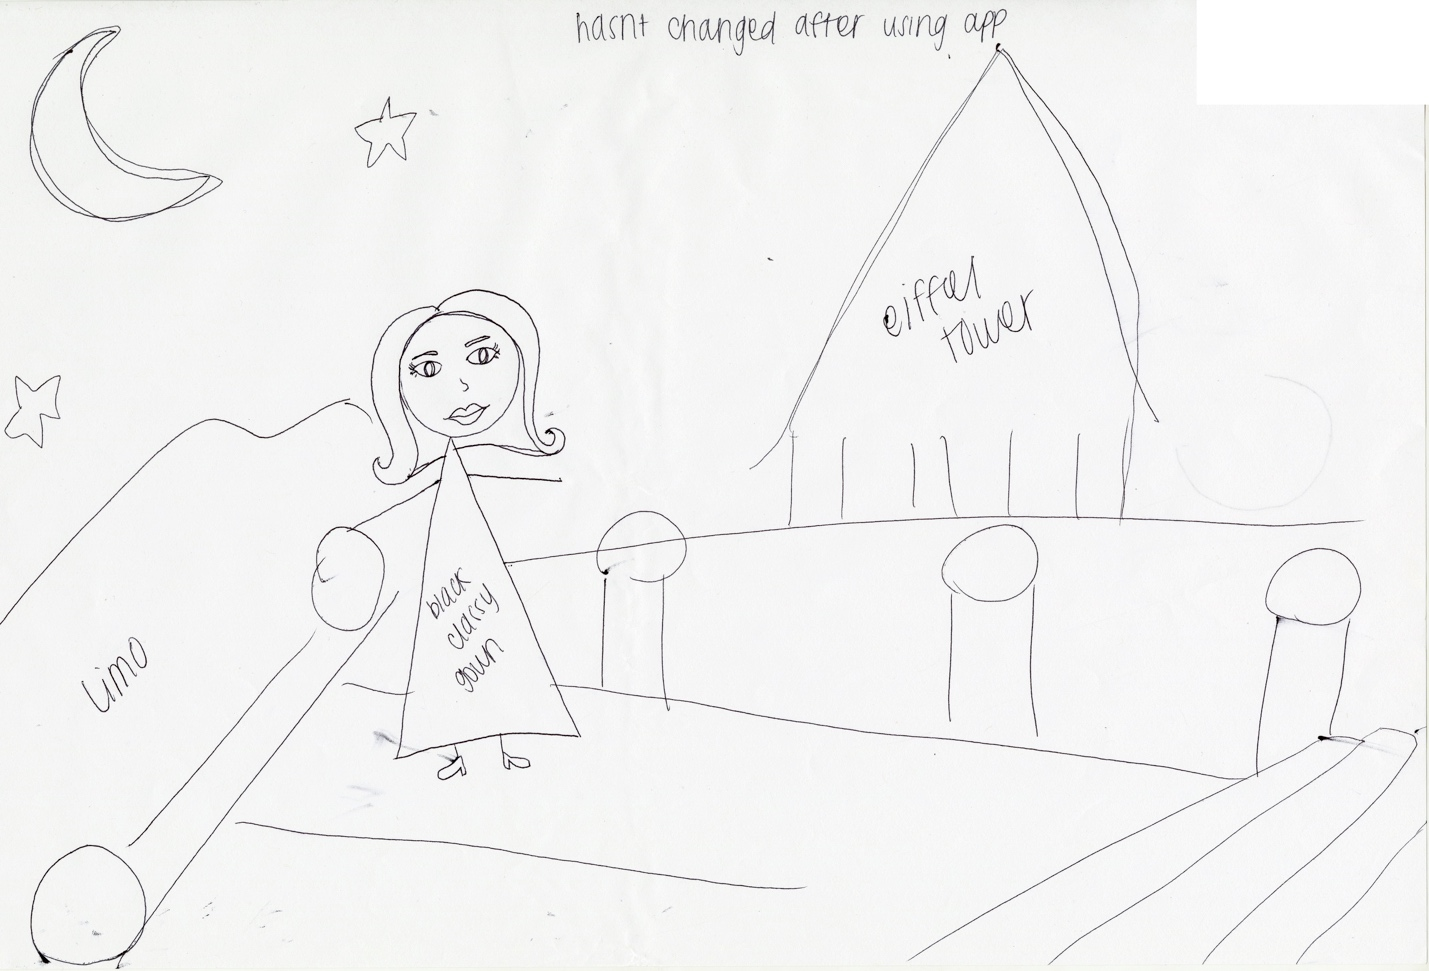 hasnt changed after using app
eiffel
tower
black
classy
gown
Limo